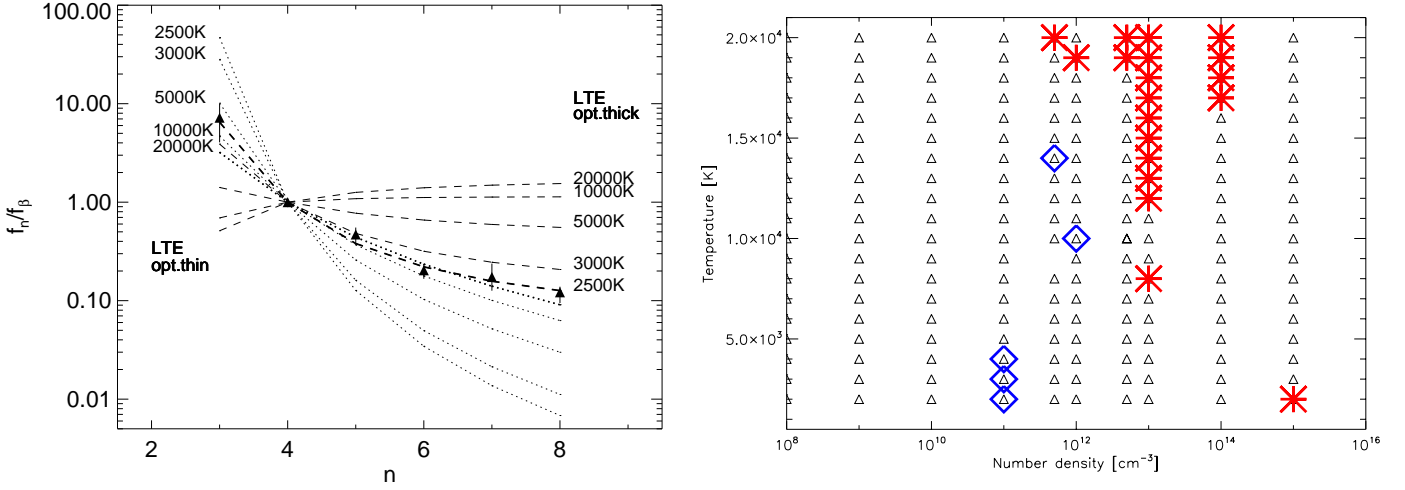 100.00
10.00
1.00
0.10
0.01
fₙ/fᵦ
2500K
3000K
5000K
10000K
20000K
LTE
opt.thick
20000K
10000K
5000K
3000K
2500K
LTE
opt.thin
2 4 6 8
n
2.0×10⁴
1.5×10⁴
1.0×10⁴
5.0×10³
Temperature [K]
10⁸ 10¹⁰ 10¹² 10¹⁴ 10¹⁶
Number density [cm⁻³]